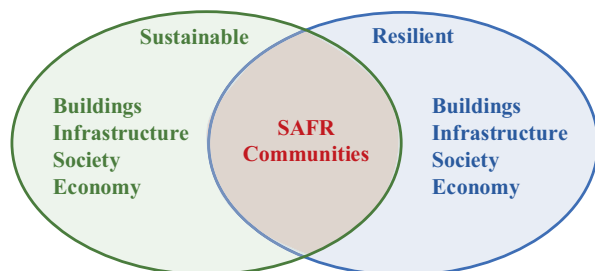 Sustainable
Resilient
Buildings
Infrastructure
Society
Economy
SAFR
Communities
Buildings
Infrastructure
Society
Economy